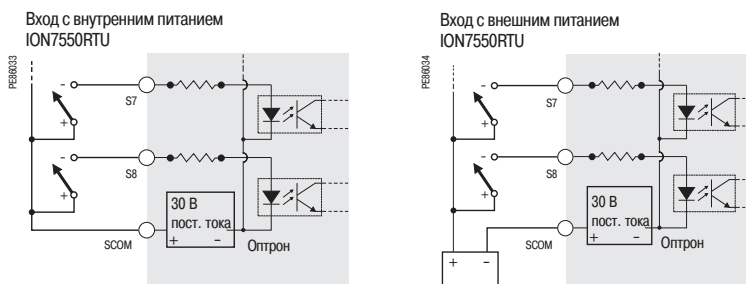 Вход с внутренним питанием
ION7550RTU
PE86033
-
S7
+
-
S8
+
30 В
пост. тока
+ -
SCOM
Оптрон
Вход с внешним питанием
ION7550RTU
PE86034
-
S7
+
-
S8
+
30 В
пост. тока
+ -
SCOM
Оптрон
+ -